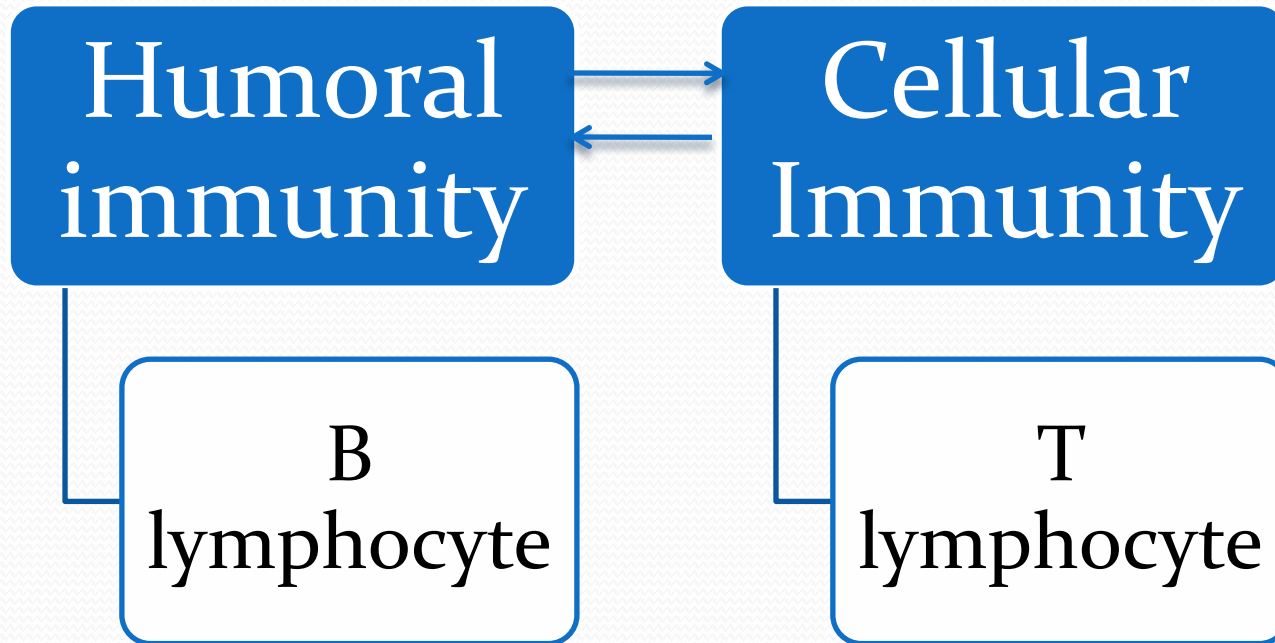 Humoral
immunity
Cellular
Immunity
B
lymphocyte
T
lymphocyte